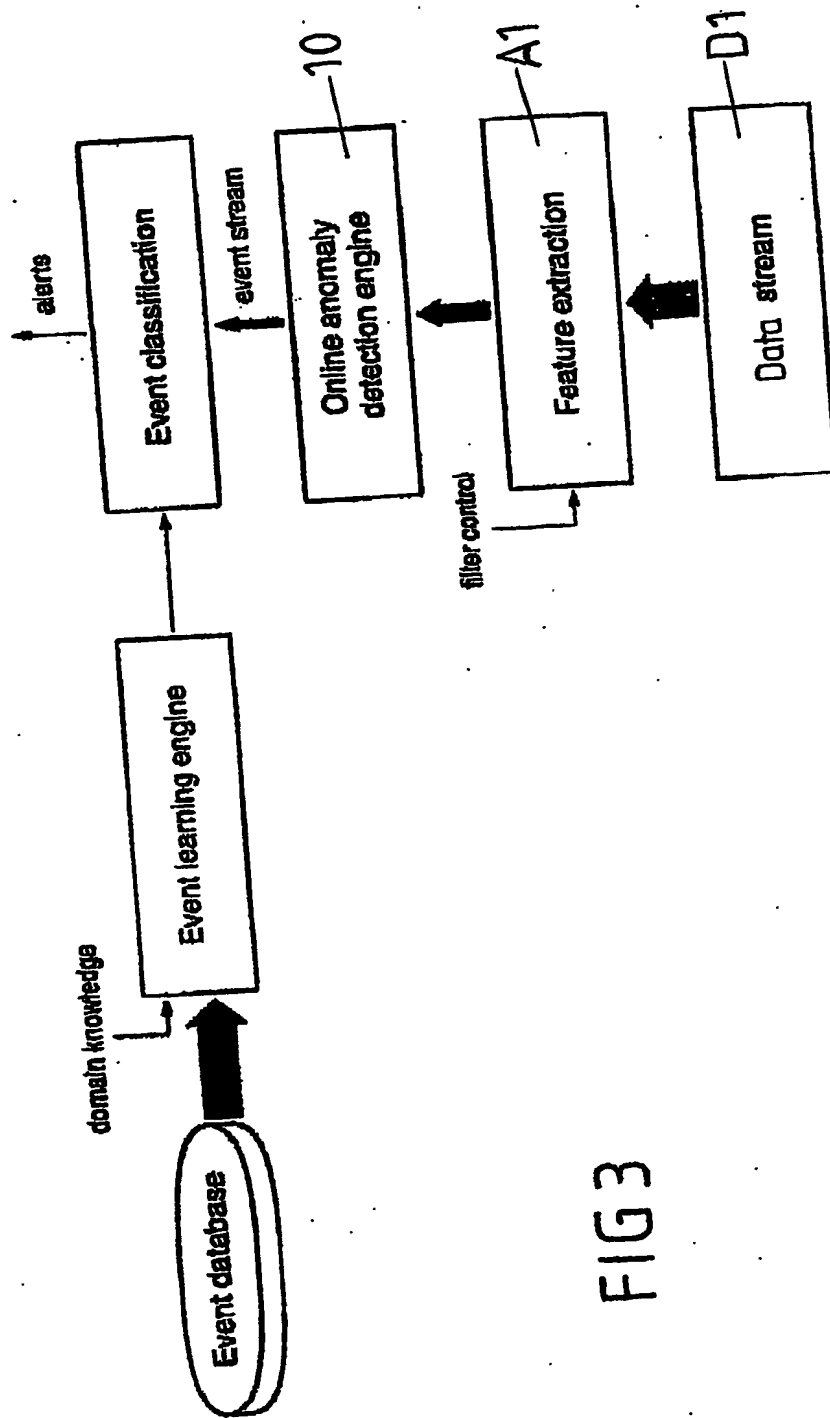 alerts
Event classification
event stream
10
Online anomaly
detection engine
A1
Feature extraction
filter control
D1
Data stream
Event learning engine
domain knowledge
Event database
FIG 3